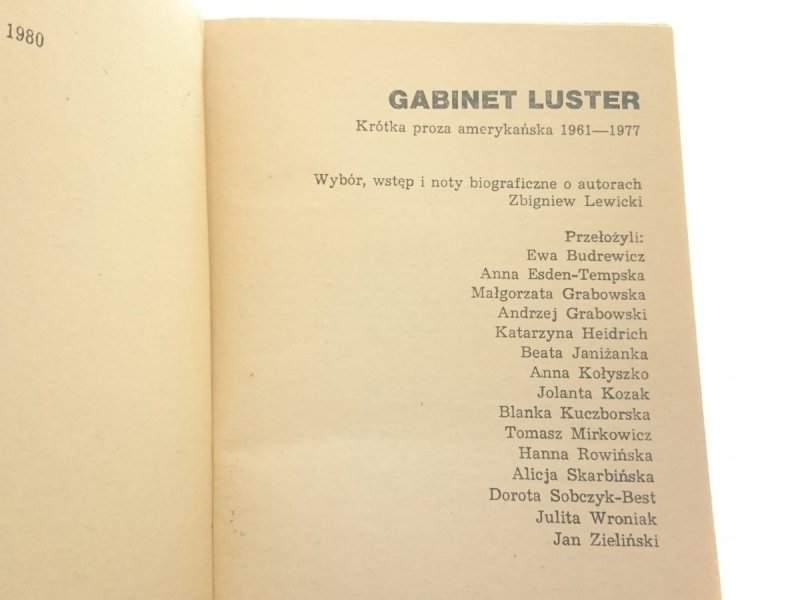 1980
GABINET LUSTER
Krótka proza amerykańska 1961—1977
Wybór, wstęp i noty biograficzne o autorach
Zbigniew Lewicki
Przełożyli:
Ewa Budrewicz
Anna Esden-Tempska
Małgorzata Grabowska
Andrzej Grabowski
Katarzyna Heidrich
Beata Janiżanka
Anna Kołyszko
Jolanta Kozak
Blanka Kuczborska
Tomasz Mirkowicz
Hanna Rowińska
Alicja Skarbińska
Dorota Sobczyk-Best
Julita Wroniak
Jan Zieliński